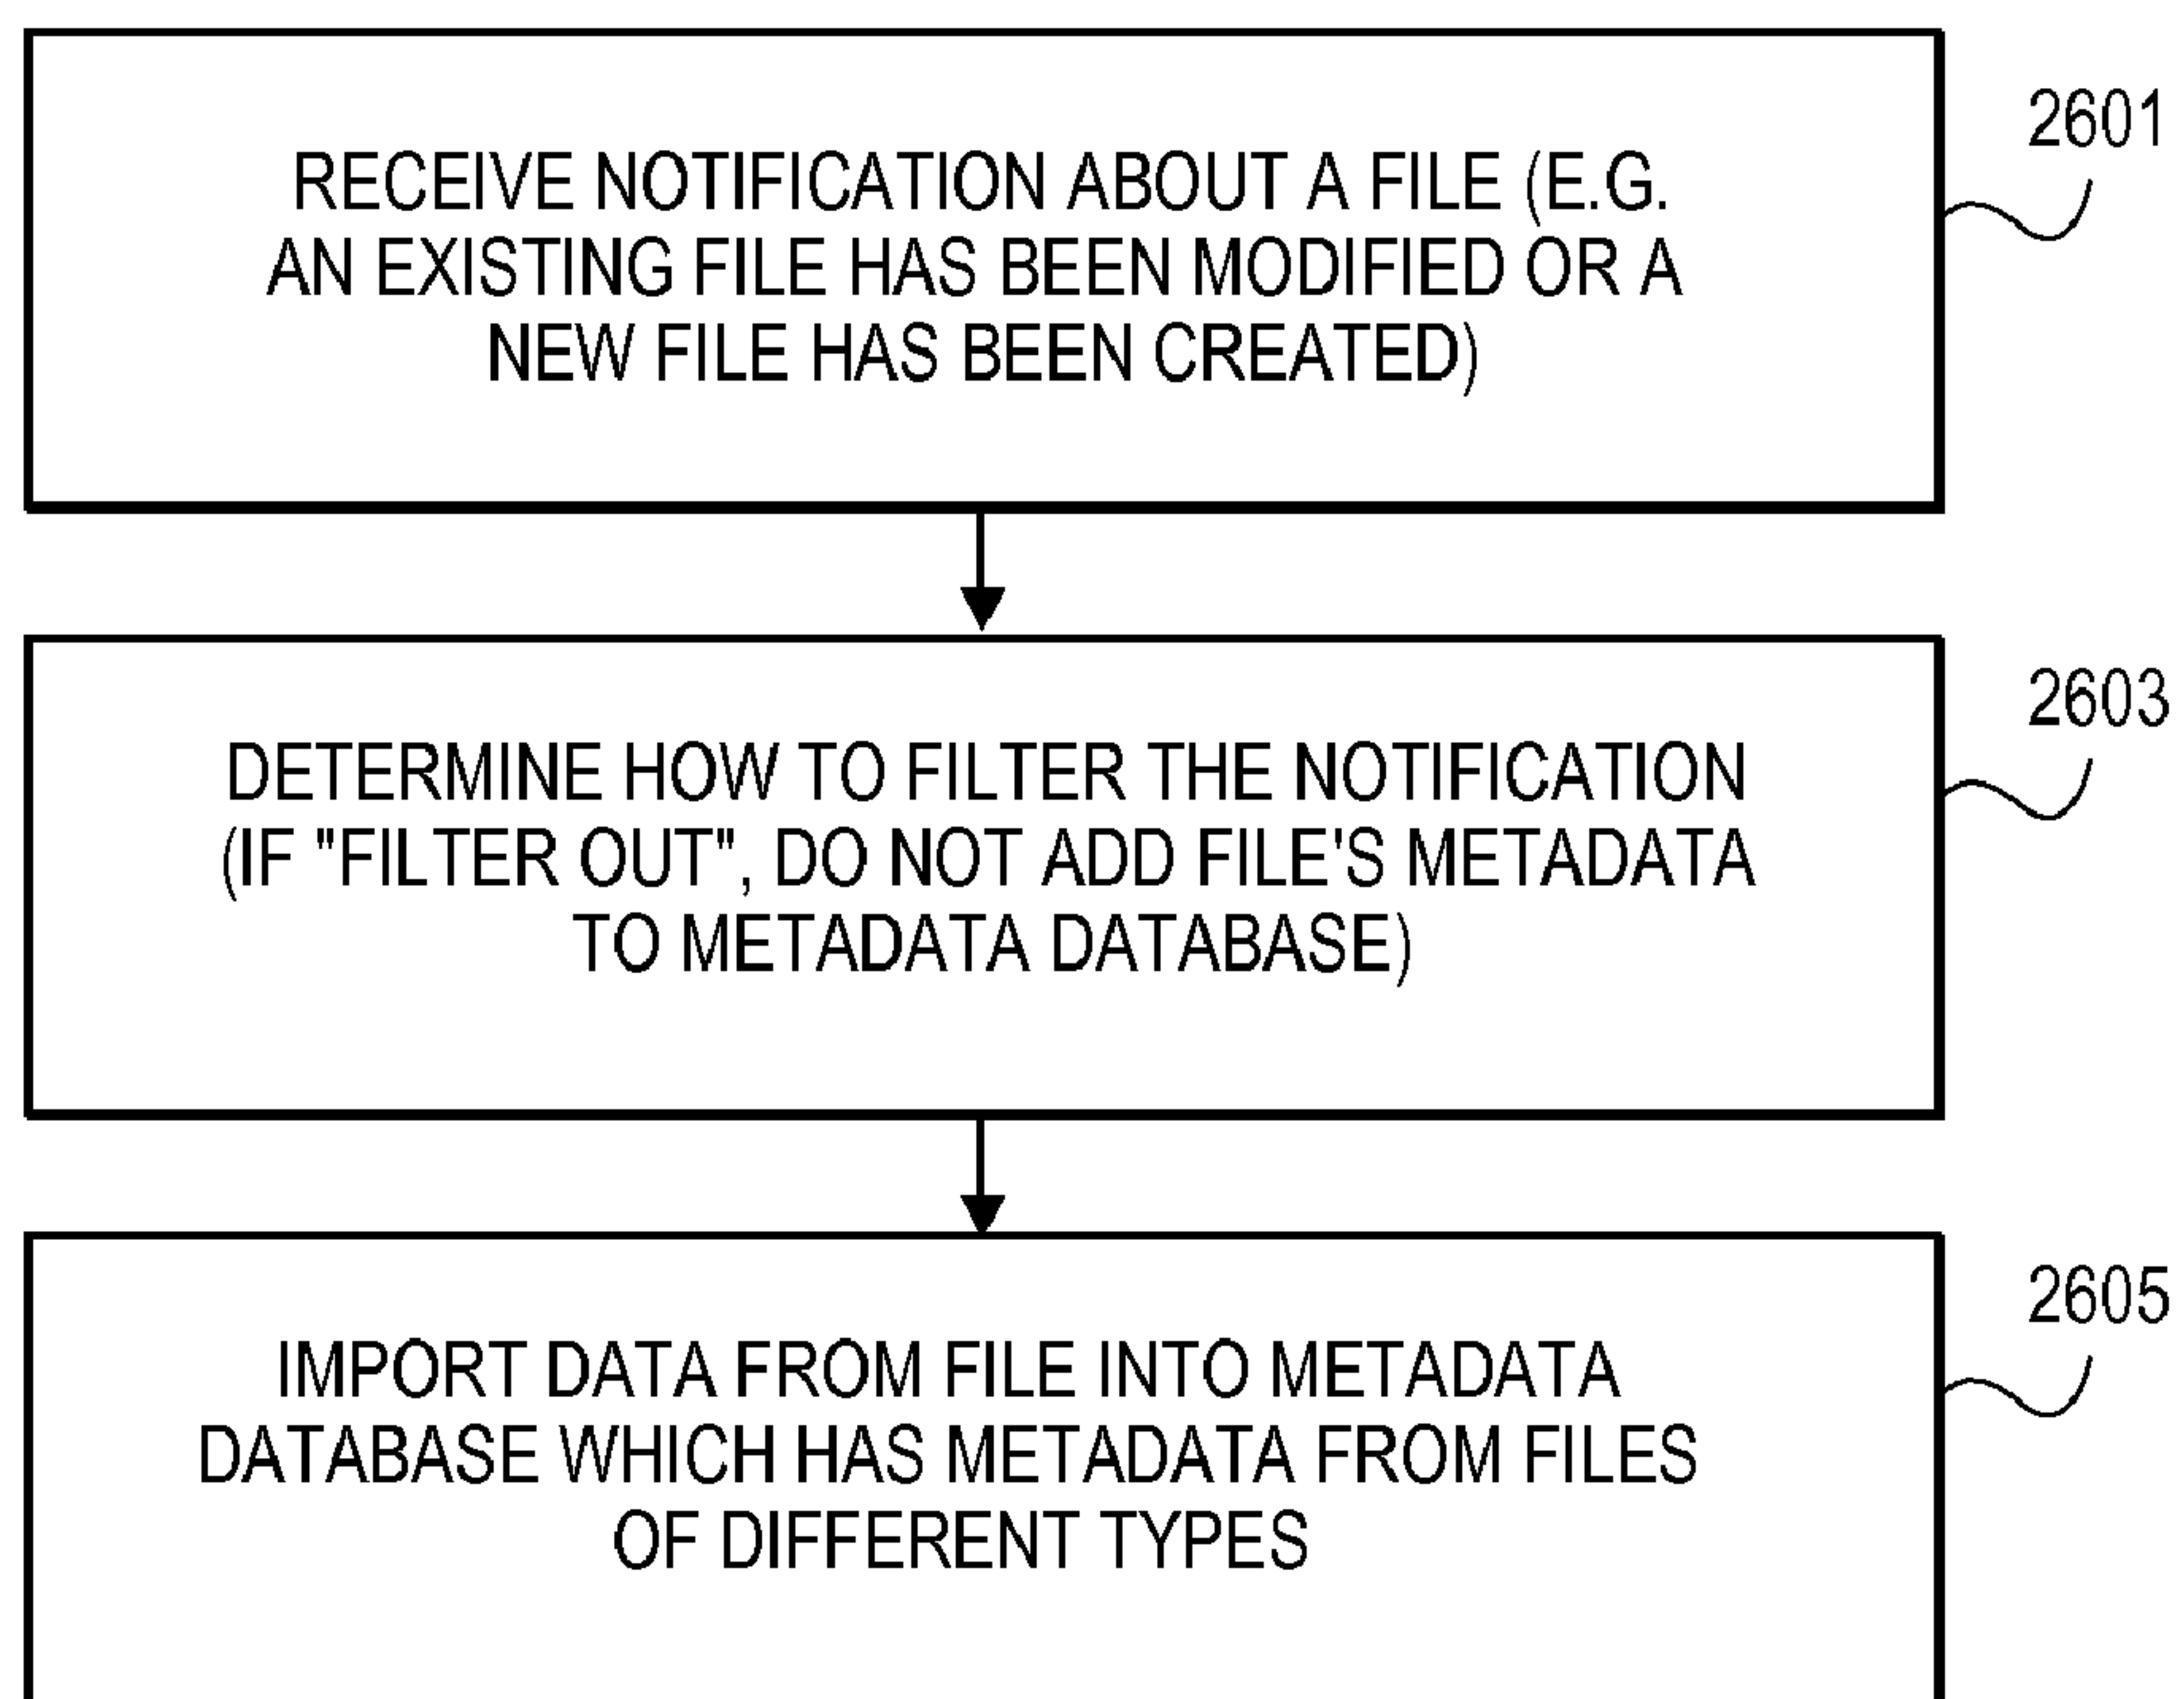 2601
RECEIVE NOTIFICATION ABOUT A FILE (E.G.
AN EXISTING FILE HAS BEEN MODIFIED OR A
NEW FILE HAS BEEN CREATED)
2603
DETERMINE HOW TO FILTER THE NOTIFICATION
(IF "FILTER OUT", DO NOT ADD FILE'S METADATA
TO METADATA DATABASE)
2605
IMPORT DATA FROM FILE INTO METADATA
DATABASE WHICH HAS METADATA FROM FILES
OF DIFFERENT TYPES